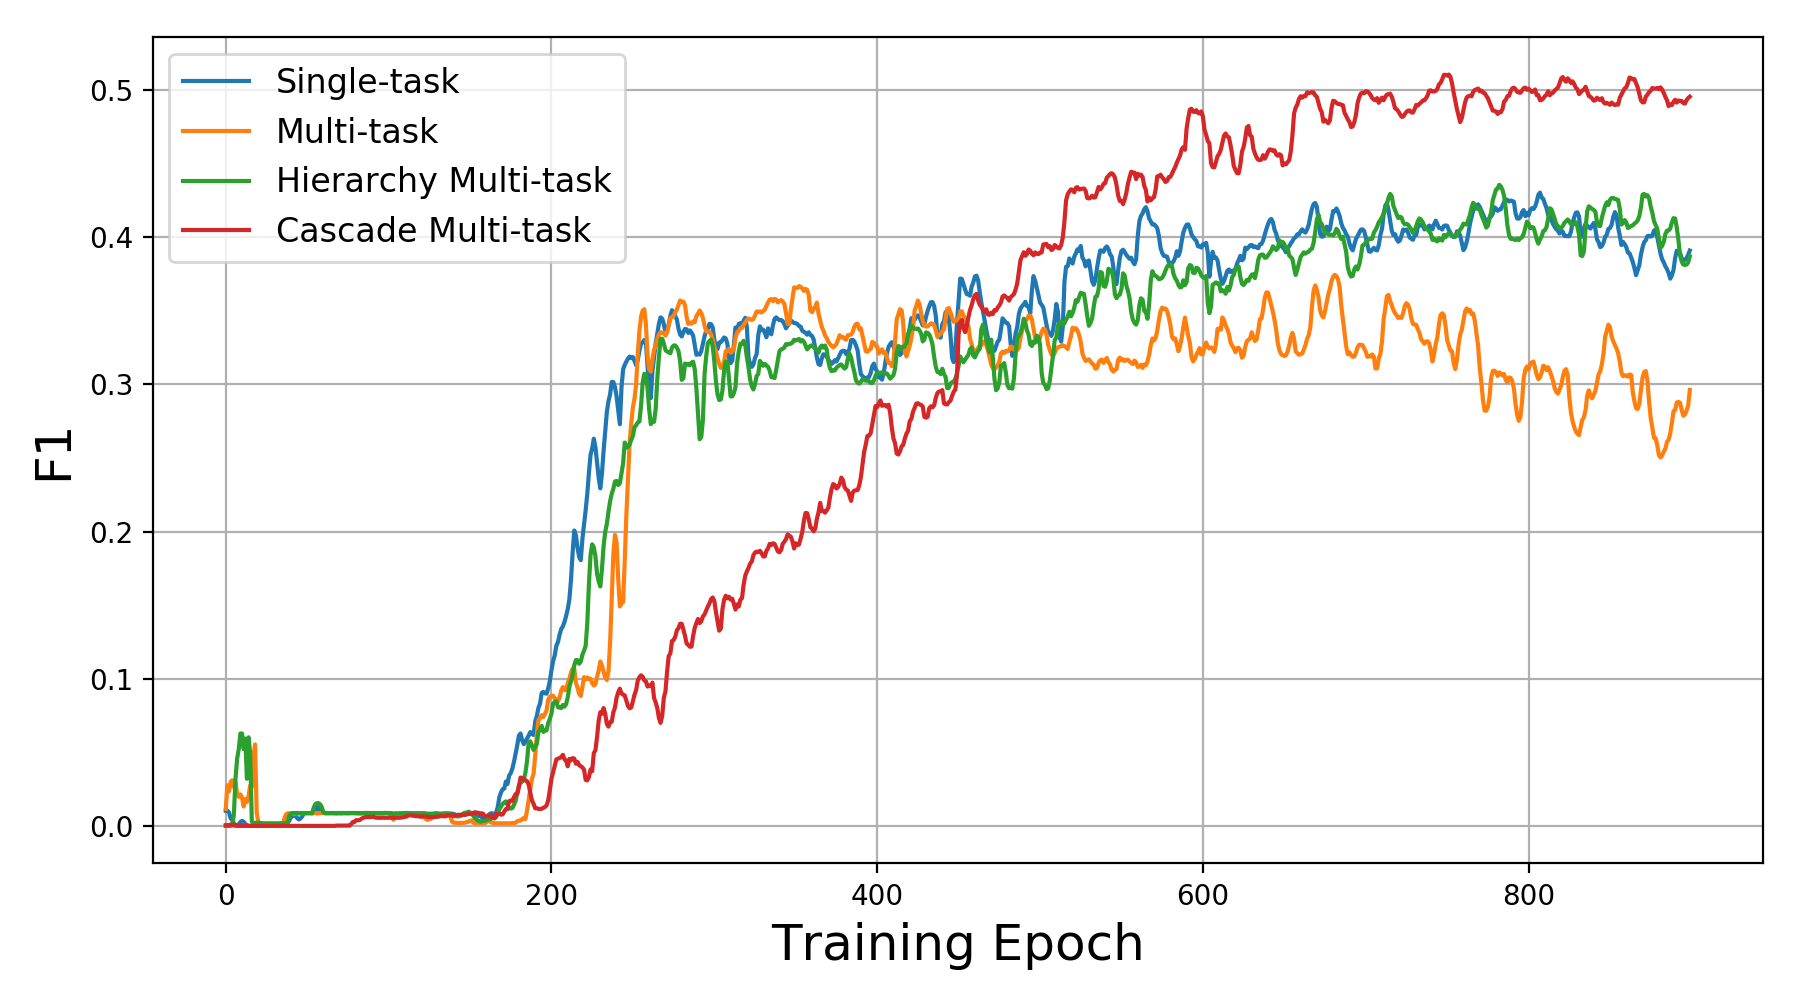 Single-task
Multi-task
Hierarchy Multi-task
Cascade Multi-task
F1
0.5
0.4
0.3
0.2
0.1
0.0
0 200 400 600 800
Training Epoch